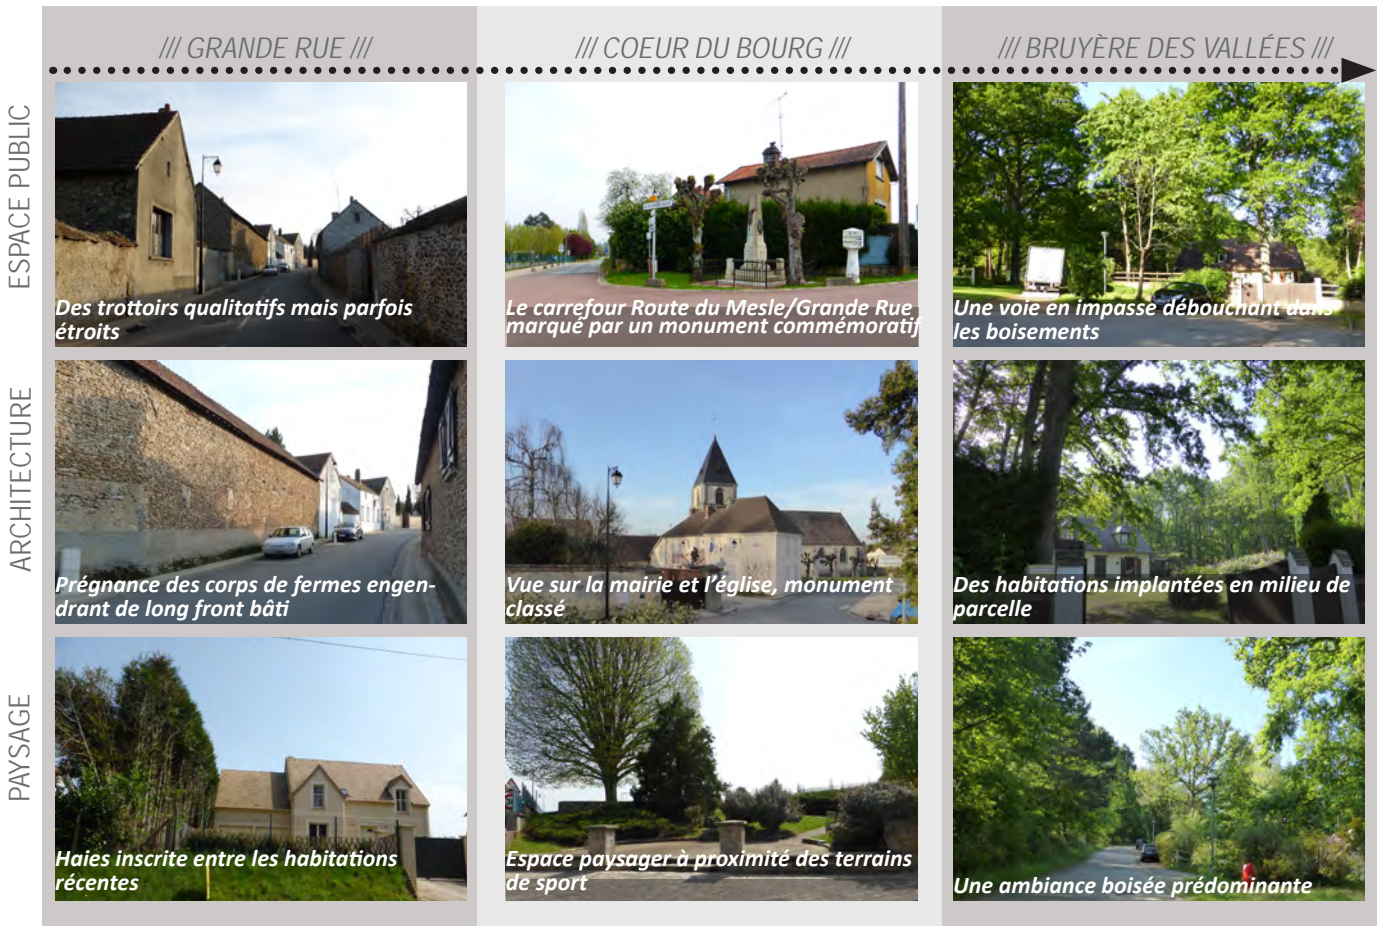 /// GRANDE RUE ///
/// COEUR DU BOURG ///
/// BRUYÈRE DES VALLÉES ///
ESPACE PUBLIC
Des trottoirs qualitatifs mais parfois
étroits
Le carrefour Route du Mesle/Grande Rue
marqué par un monument commémoratif
Une voie en impasse débouchant dans
les boisements
ARCHITECTURE
Prégnance des corps de fermes engen-
drant de long front bâti
Vue sur la mairie et l'église, monument
classé
Des habitations implantées en milieu de
parcelle
PAYSAGE
Haies inscrite entre les habitations
récentes
Espace paysager à proximité des terrains
de sport
Une ambiance boisée prédominante